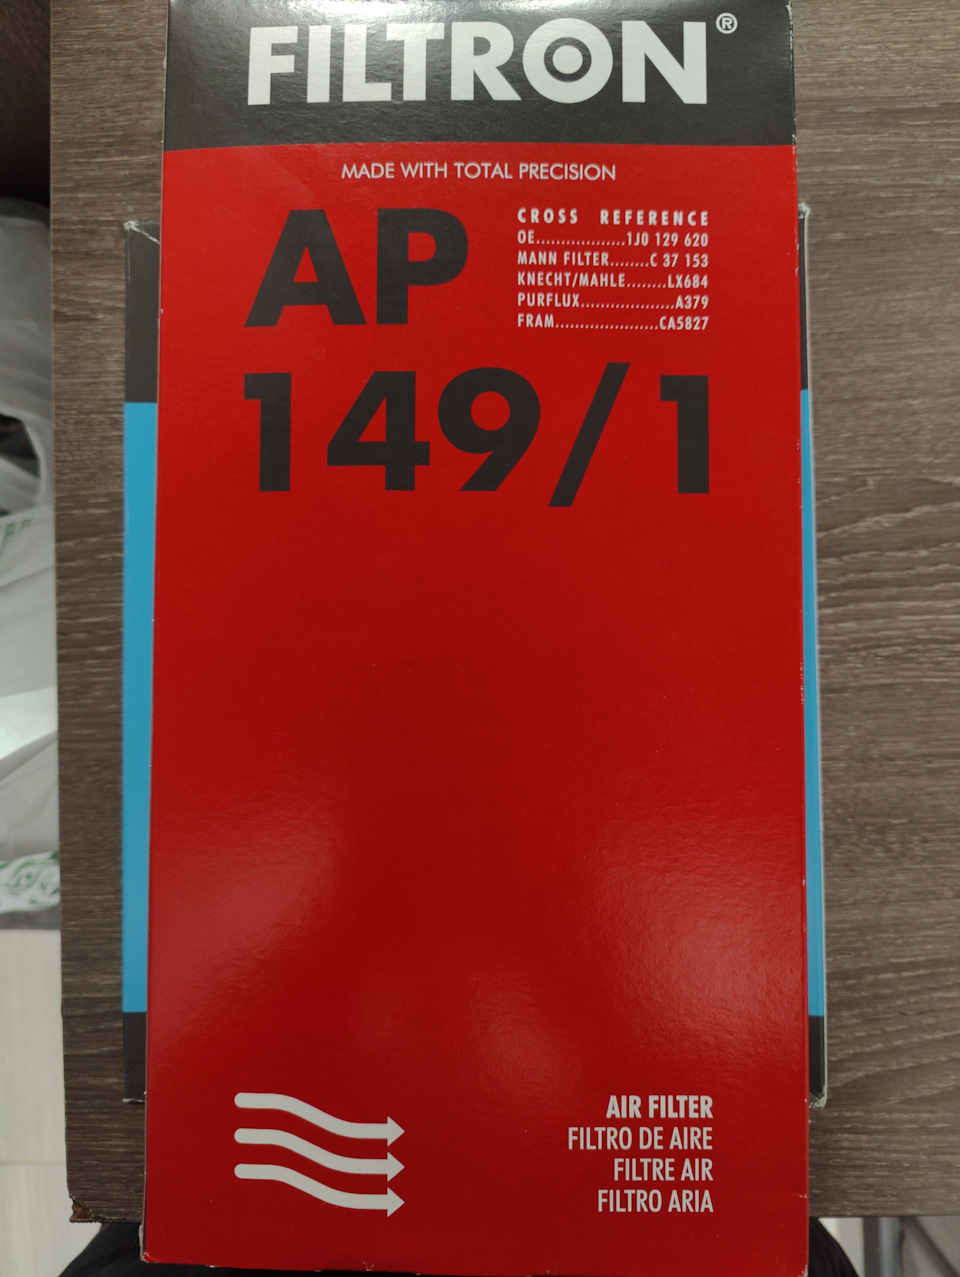 FILTRON®
MADE WITH TOTAL PRECISION
AP
149/1
CROSS REFERENCE
OE..................1J0 129 620
MANN FILTER........C 37 153
KNECHT/MAHLE........LX684
PURFLUX...................A379
FRAM.....................CA5827
AIR FILTER
FILTRO DE AIRE
FILTRE AIR
FILTRO ARIA